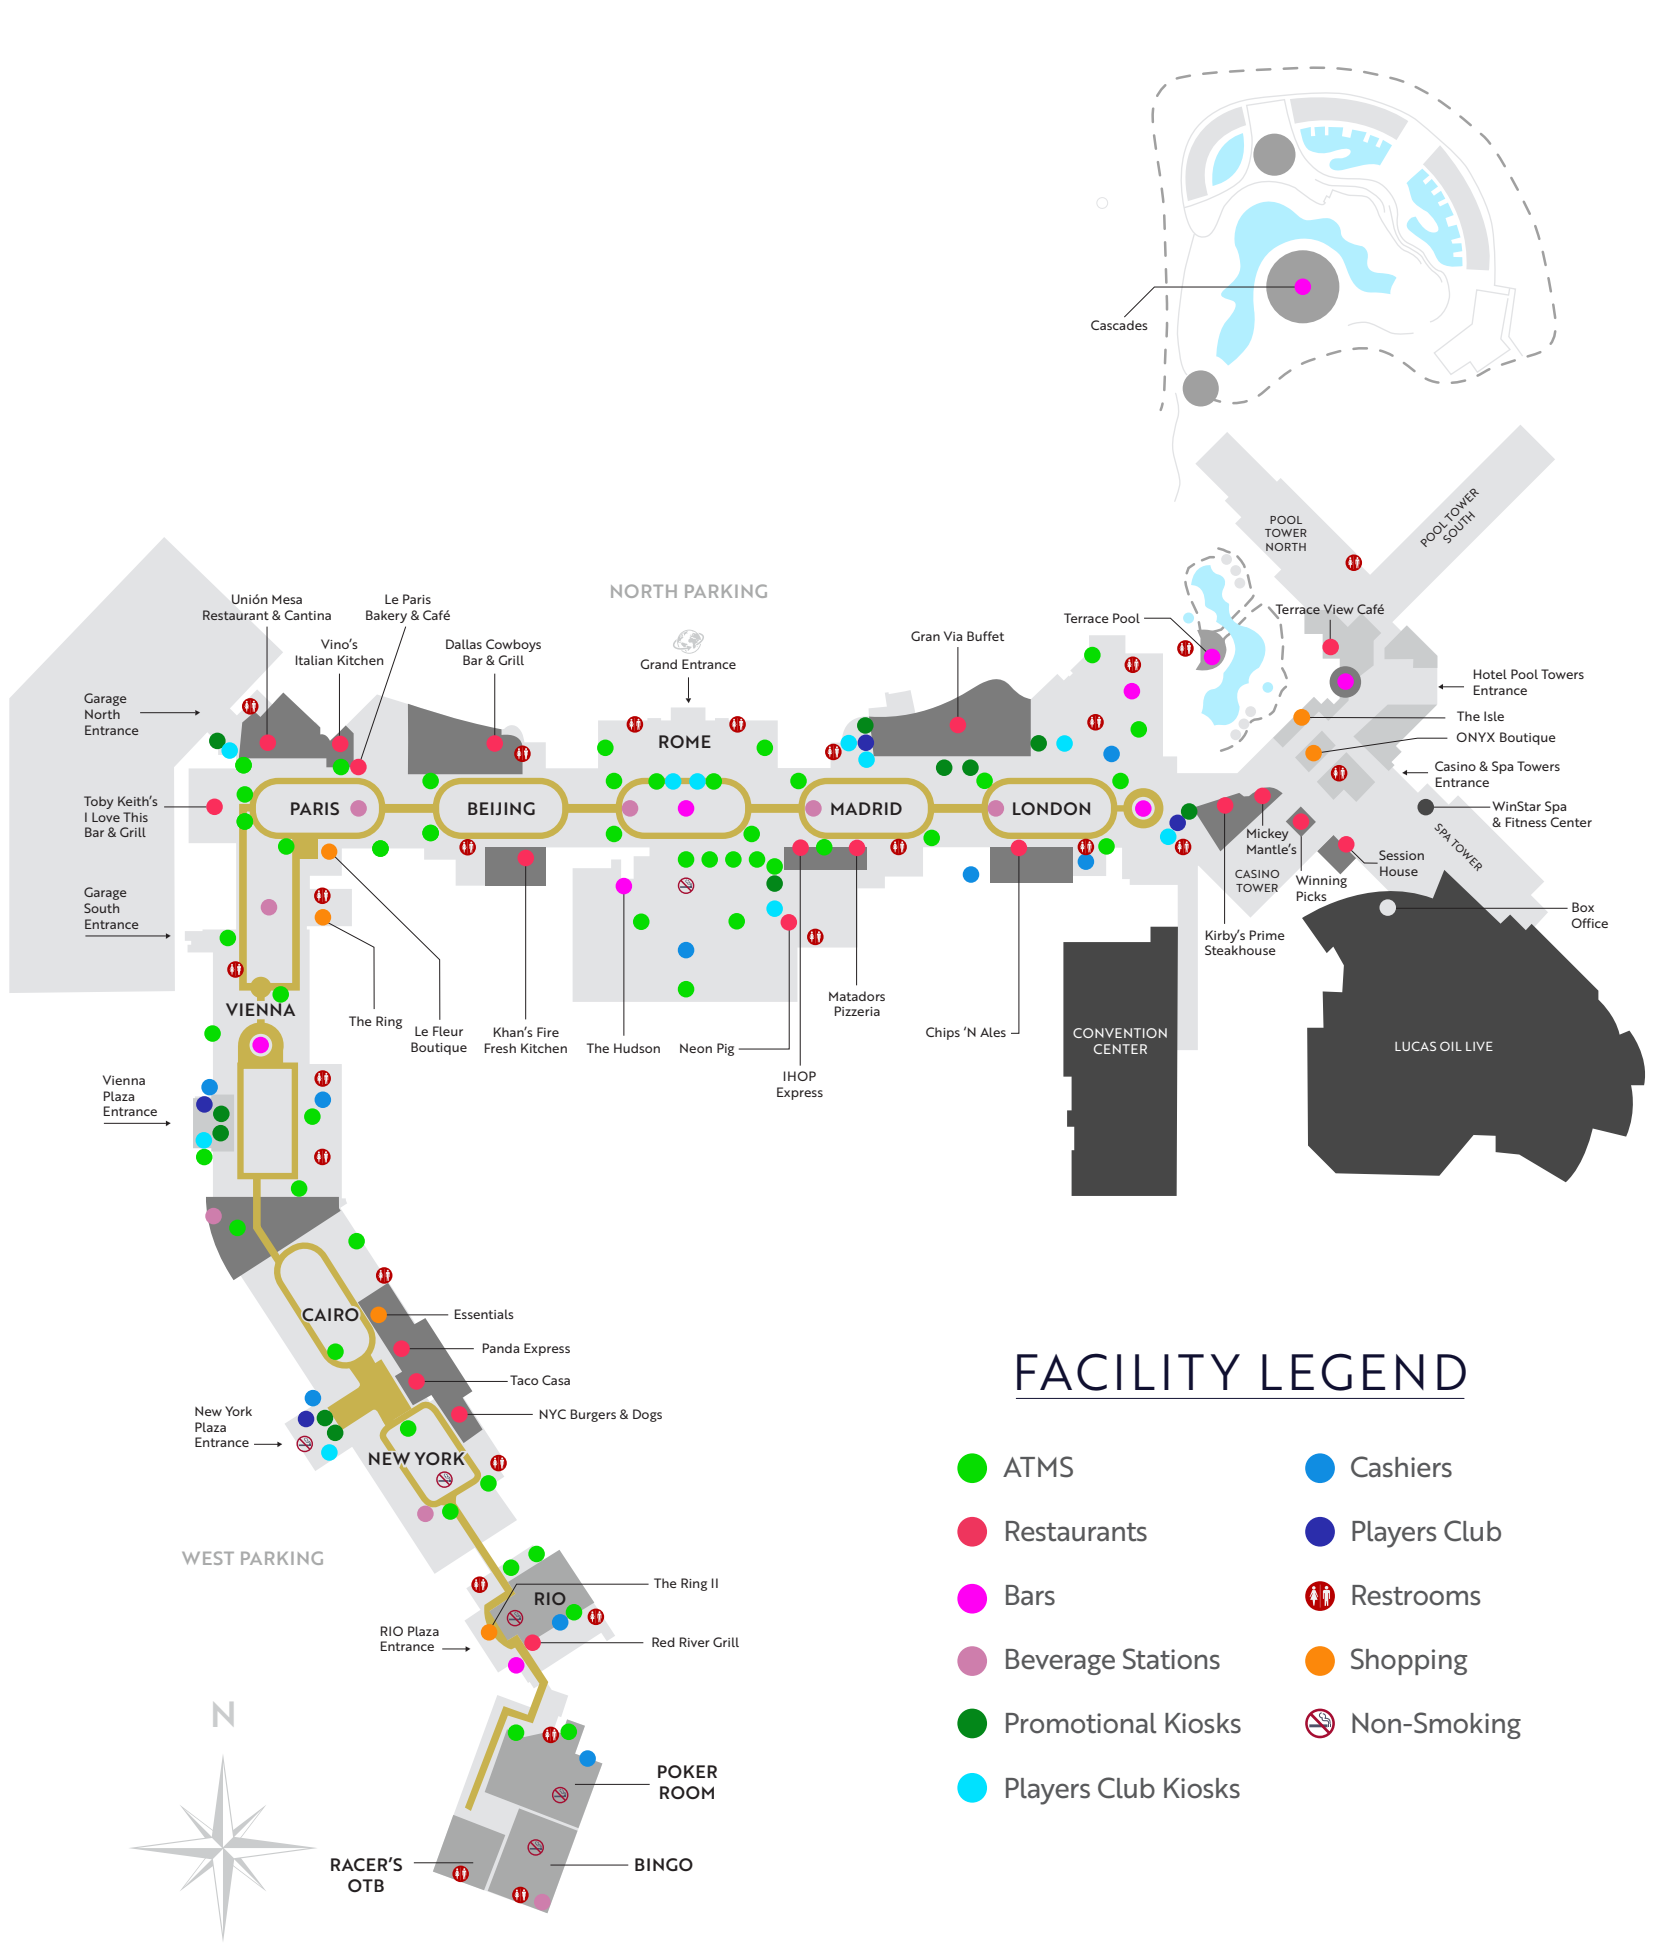 Cascades
POOL
TOWER
NORTH
POOL TOWER
SOUTH
NORTH PARKING
Grand Entrance
Unión Mesa
Restaurant & Cantina
Le Paris
Bakery & Café
Vino's
Italian Kitchen
Dallas Cowboys
Bar & Grill
Gran Via Buffet
Terrace Pool
Terrace View Café
Hotel Pool Towers
Entrance
The Isle
ONYX Boutique
Casino & Spa Towers
Entrance
WinStar Spa
& Fitness Center
SPA TOWER
Garage
North
Entrance
Toby Keith's
I Love This
Bar & Grill
Garage
South
Entrance
PARIS
BEIJING
ROME
MADRID
LONDON
Mickey
Mantle's
CASINO
TOWER
Winning
Picks
Session
House
Kirby's Prime
Steakhouse
Box
Office
VIENNA
The Ring
Le Fleur
Boutique
Khan's Fire
Fresh Kitchen
The Hudson
Neon Pig
IHOP
Express
Matadors
Pizzeria
Chips 'N Ales
CONVENTION
CENTER
LUCAS OIL LIVE
Vienna
Plaza
Entrance
CAIRO
Essentials
Panda Express
Taco Casa
NYC Burgers & Dogs
New York
Plaza
Entrance
NEW YORK
WEST PARKING
RIO
The Ring II
RIO Plaza
Entrance
Red River Grill
N
POKER
ROOM
RACER'S
OTB
BINGO
FACILITY LEGEND
ATMS
Restaurants
Bars
Beverage Stations
Promotional Kiosks
Players Club Kiosks
Cashiers
Players Club
Restrooms
Shopping
Non-Smoking